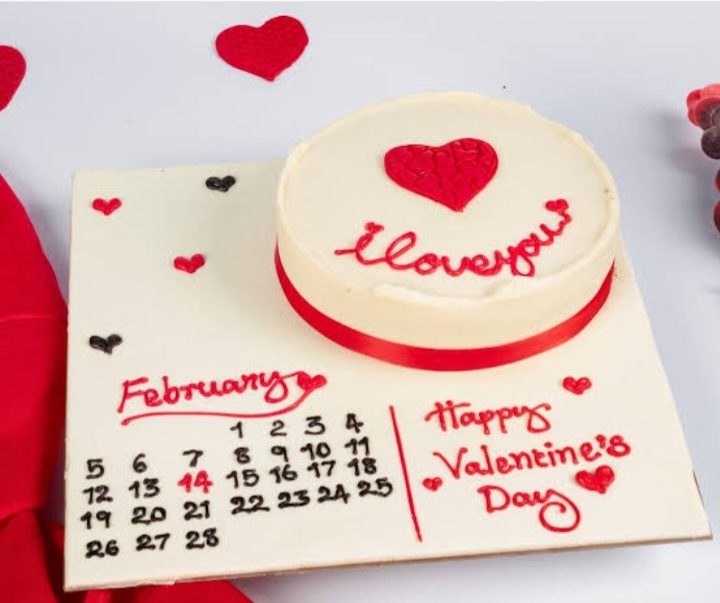 i love you
February
1 2 3 4
5 6 7 8 9 10 11
12 13 14 15 16 17 18
19 20 21 22 23 24 25
26 27 28
Happy
Valentine's
Day